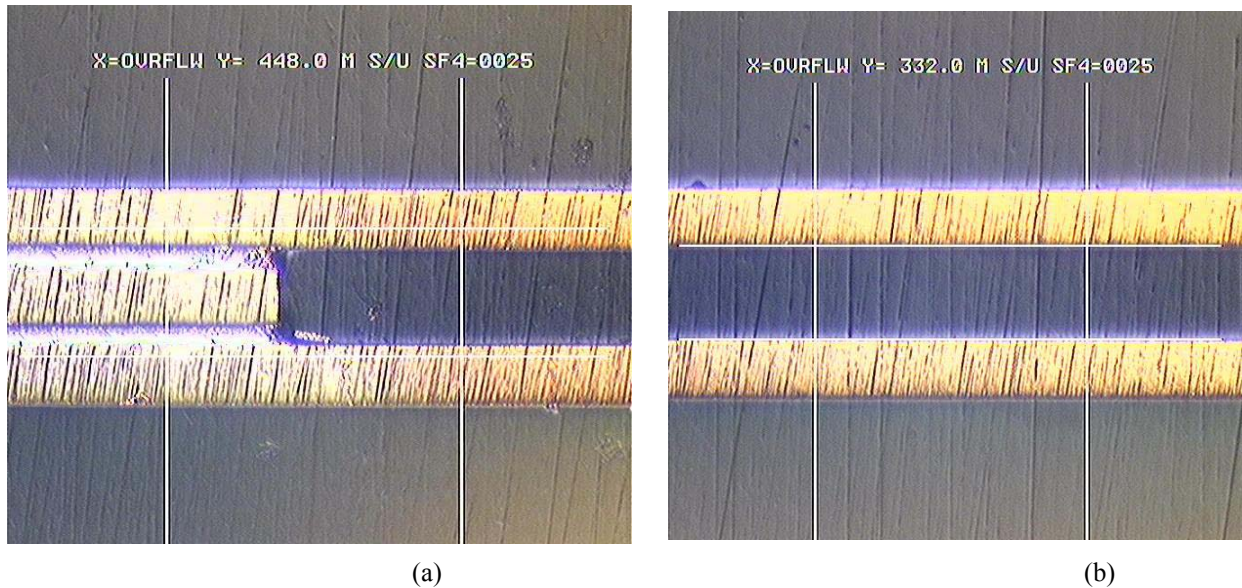 X=OVRFLW Y= 448.0 M S/U SF4=0025
X=OVRFLW Y= 332.0 M S/U SF4=0025
(a)
(b)